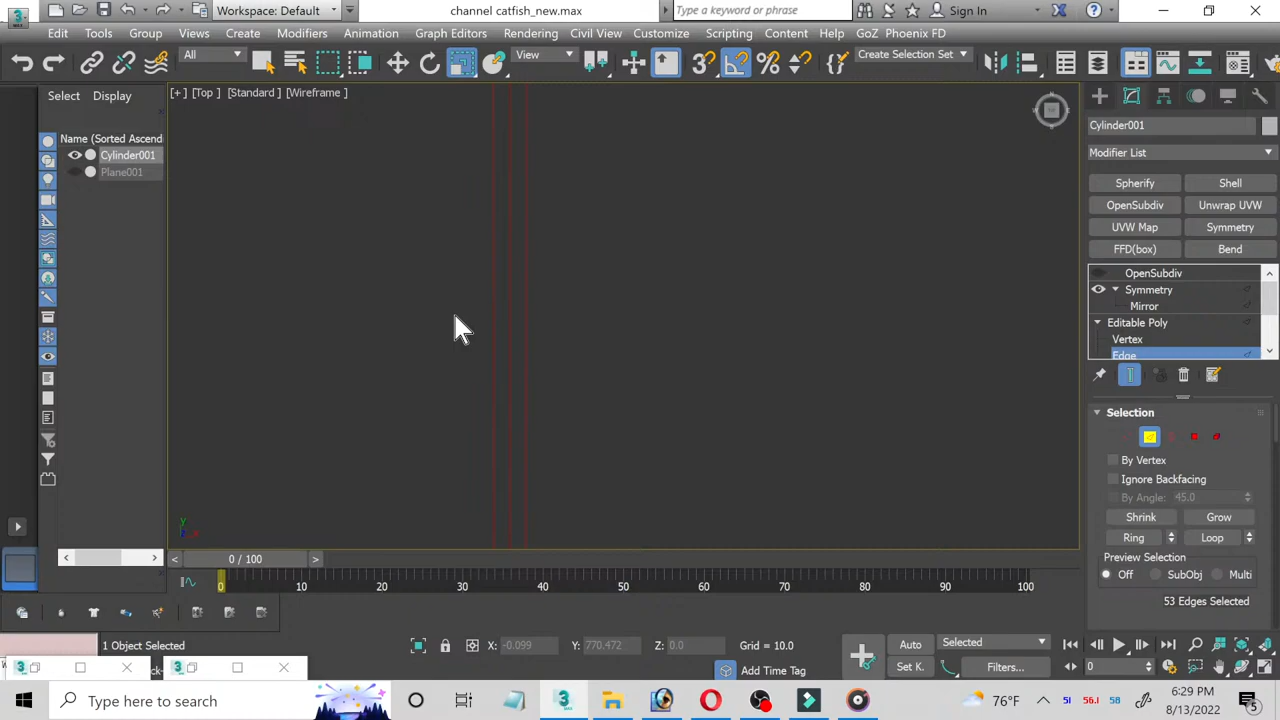 Workspace: Default
channel catfish_new.max
Type a keyword or phrase
Sign In
Edit
Tools
Group
Views
Create
Modifiers
Animation
Graph Editors
Rendering
Civil View
Customize
Scripting
Content
Help
GoZ
Phoenix FD
All
View
Create Selection Set
Select
Display
[+] [Top ] [Standard ] [Wireframe ]
Name (Sorted Ascend
Cylinder001
Plane001
Cylinder001
Modifier List
Spherify
Shell
OpenSubdiv
Unwrap UVW
UVW Map
Symmetry
FFD(box)
Bend
OpenSubdiv
Symmetry
Mirror
Editable Poly
Vertex
Edge
Selection
By Vertex
Ignore Backfacing
By Angle: 45.0
Shrink
Grow
Ring
Loop
Preview Selection
Off
SubObj
Multi
53 Edges Selected
0 / 100
0 10 20 30 40 50 60 70 80 90 100
1 Object Selected
X: -0.099
Y: 770.472
Z: 0.0
Grid = 10.0
Add Time Tag
Auto
Selected
Set K.
Filters...
0
Type here to search
76°F
6:29 PM
8/13/2022